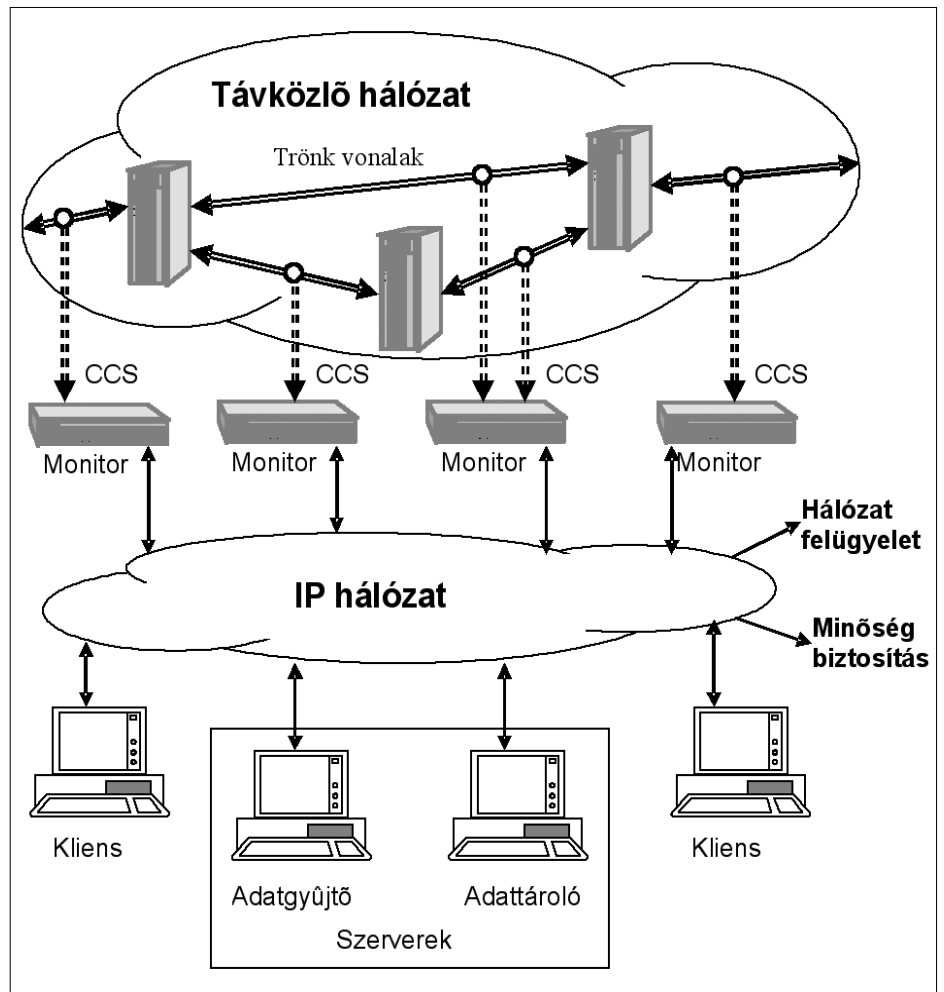 Távközlõ hálózat
Trönk vonalak
CCS
CCS
CCS
CCS
Monitor
Monitor
Monitor
Monitor
Hálózat
felügyelet
IP hálózat
Minõség
biztosítás
Kliens
Kliens
Adatgyûjtõ
Adattároló
Szerverek